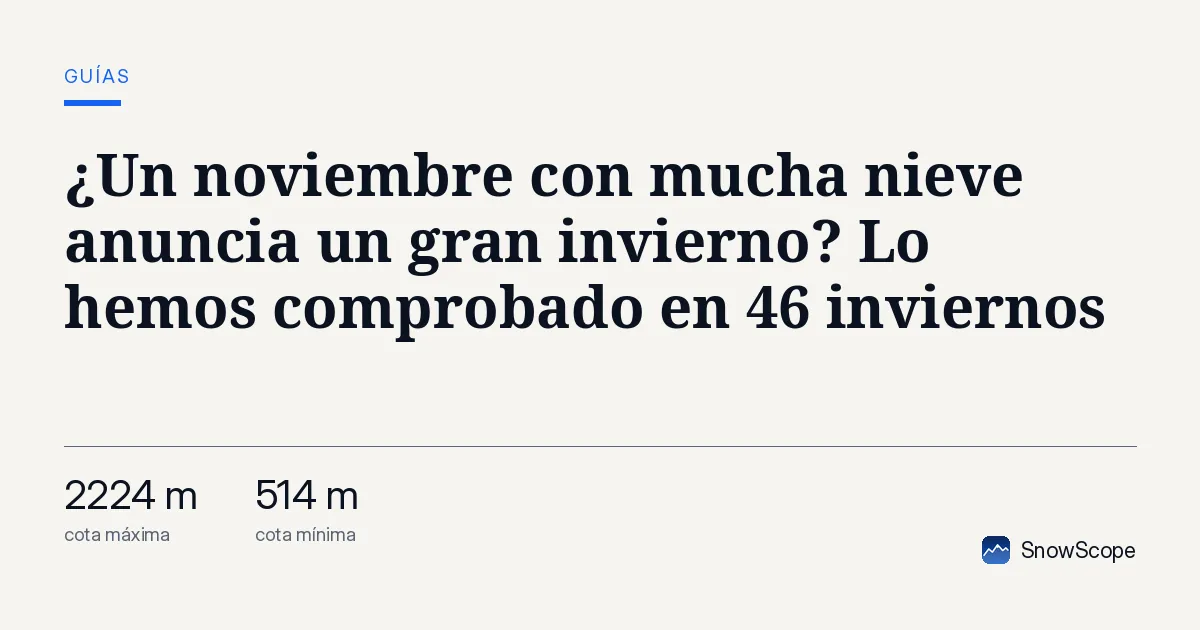 GUÍAS
¿Un noviembre con mucha nieve
anuncia un gran invierno? Lo
hemos comprobado en 46 inviernos
2224 m
cota máxima
514 m
cota mínima
SnowScope